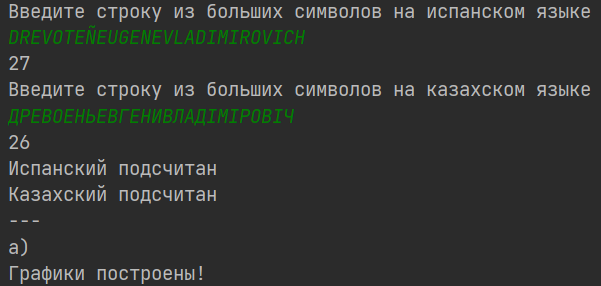 Введите строку из больших символов на испанском языке
DREVOTEÑEUGENEVLADIMIROVICH
27
Введите строку из больших символов на казахском языке
ДРЕВОЕНЬЕВГЕНИВЛАДІМІРОВІЧ
26
Испанский подсчитан
Казахский подсчитан
---
а)
Графики построены!